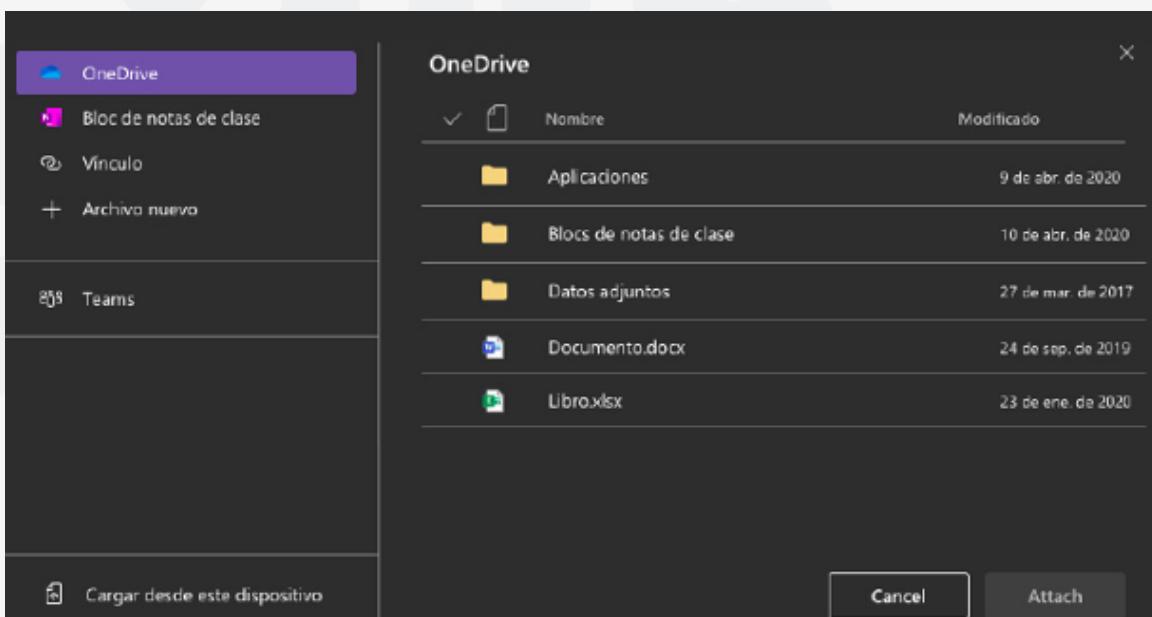 OneDrive
Bloc de notas de clase
Vínculo
Archivo nuevo
Teams
Cargar desde este dispositivo
OneDrive
Nombre Modificado
Aplicaciones 9 de abr. de 2020
Blocs de notas de clase 10 de abr. de 2020
Datos adjuntos 27 de mar. de 2017
Documento.docx 24 de sep. de 2019
Libro.xlsx 23 de ene. de 2020
Cancel Attach